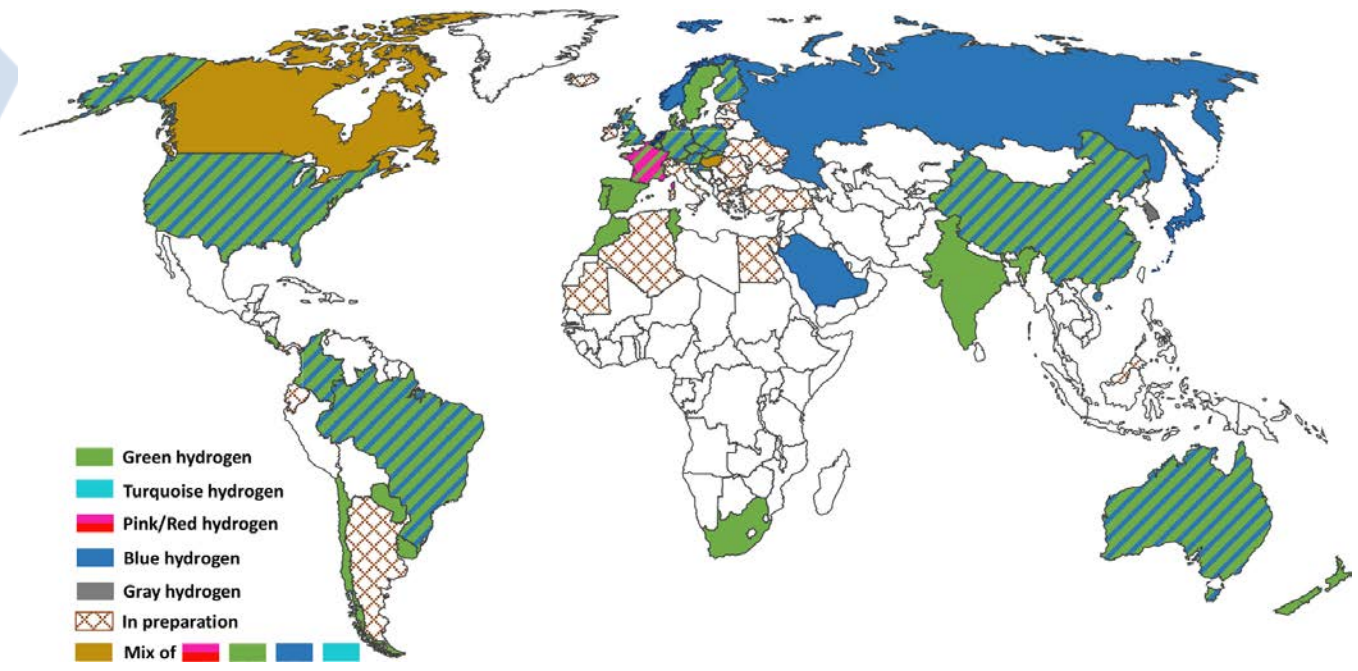 Green hydrogen
Turquoise hydrogen
Pink/Red hydrogen
Blue hydrogen
Gray hydrogen
In preparation
Mix of